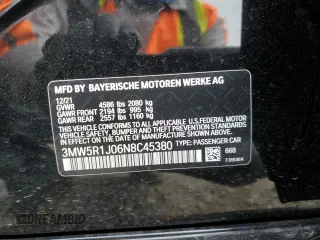 MFD BY BAYERISCHE MOTOREN WERKE AG
12/21
GVWR 4586 lbs 2080 kg
GAWR FRONT 2194 lbs 995 kg
GAWR REAR 2557 lbs 1160 kg
THIS VEHICLE CONFORMS TO ALL APPLICABLE U.S. FEDERAL MOTOR
VEHICLE SAFETY, BUMPER, AND THEFT PREVENTION STANDARDS IN
EFFECT ON THE DATE OF MANUFACTURE SHOWN ABOVE.
3MW5R1J06N8C45380 TYPE: PASSENGER CAR
668
AUTOBIDMASTER